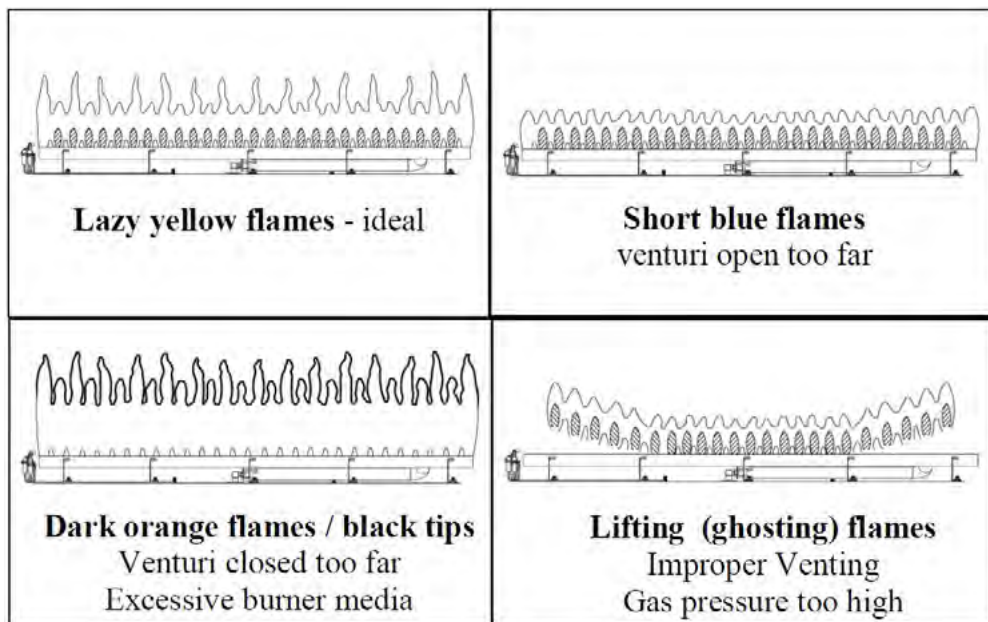 Lazy yellow flames - ideal
Short blue flames
venturi open too far
Dark orange flames / black tips
Venturi closed too far
Excessive burner media
Lifting (ghosting) flames
Improper Venting
Gas pressure too high